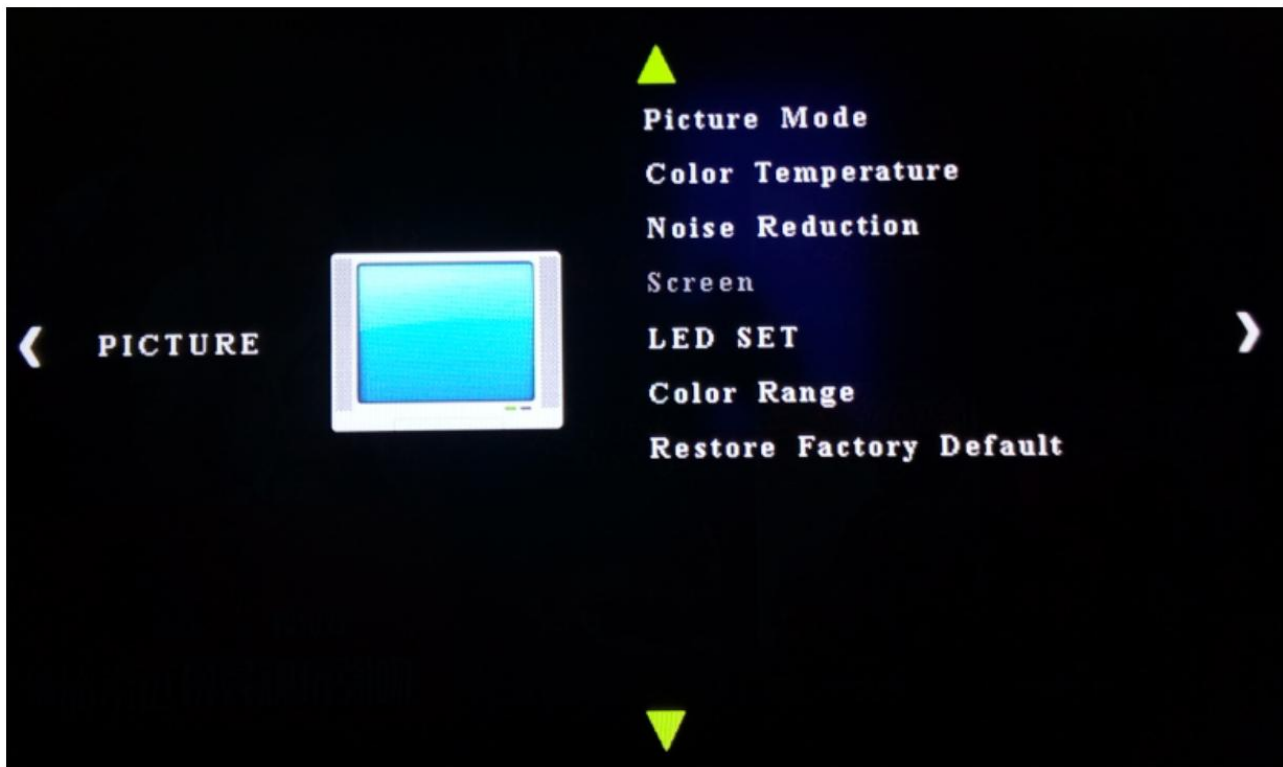 PICTURE
Picture Mode
Color Temperature
Noise Reduction
Screen
LED SET
Color Range
Restore Factory Default